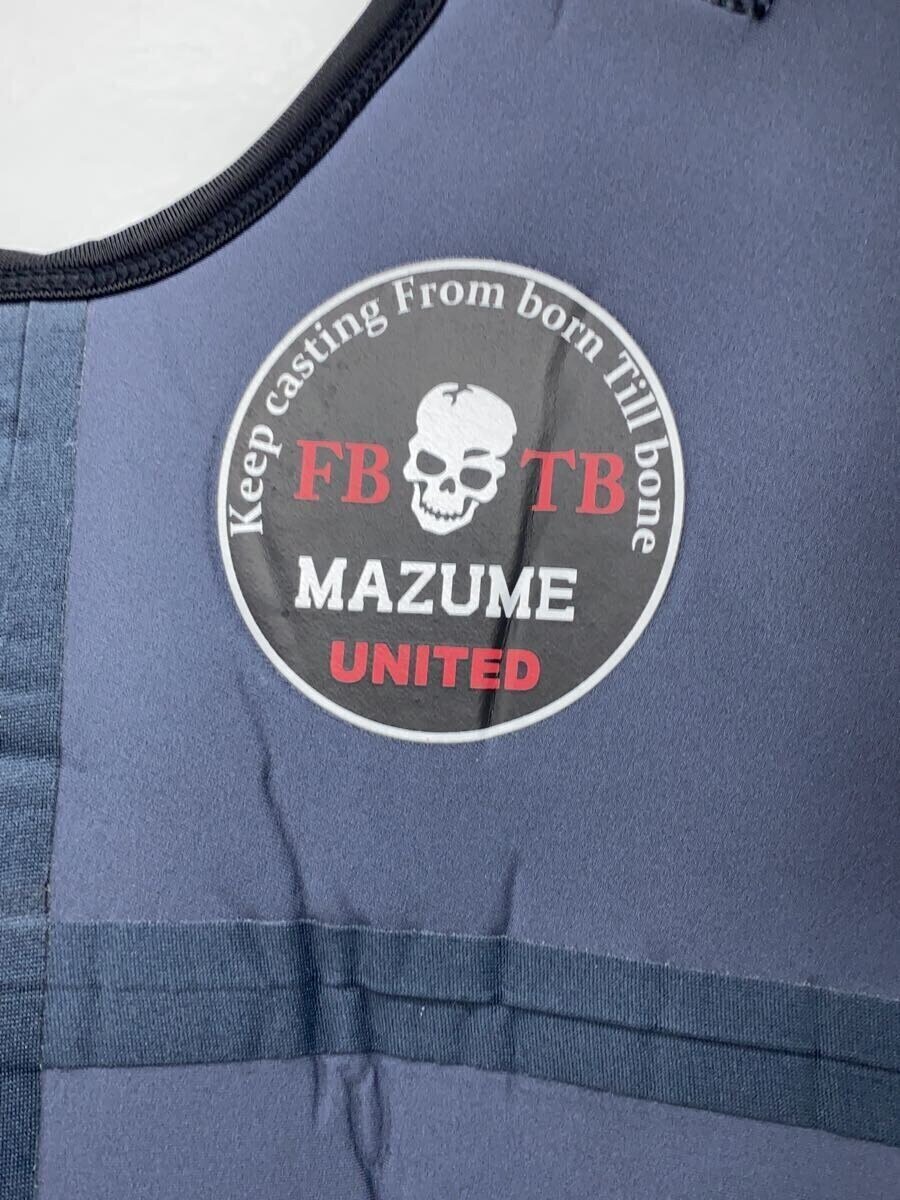 Keep casting From born Till bone
FB TB
MAZUME
UNITED